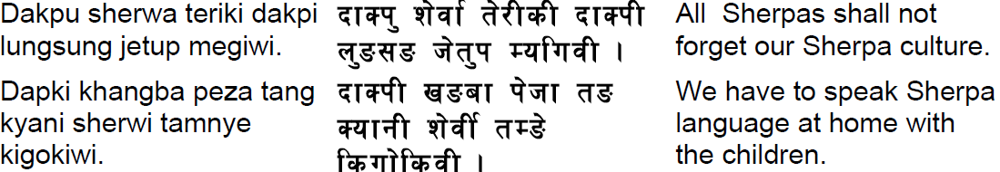 Dakpu sherwa teriki dakpi
lungsung jetup megiwi.
दाक्पु शेर्वा तेरीकी दाक्पी
लुङसङ जेतुप म्यगिवी ।
All Sherpas shall not
forget our Sherpa culture.
Dapki khangba peza tang
kyani sherwi tamnye
kigokiwi.
दाक्पी खङबा पेजा तङ
क्यानी शेर्वी तम्ङे
किगोकिवी ।
We have to speak Sherpa
language at home with
the children.